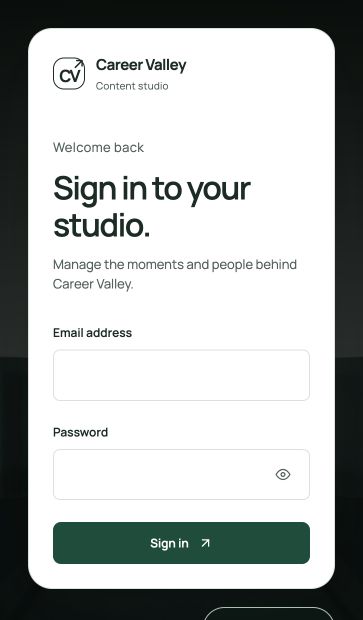 CV
Career Valley
Content studio
Welcome back
Sign in to your
studio.
Manage the moments and people behind
Career Valley.
Email address
Password
Sign in